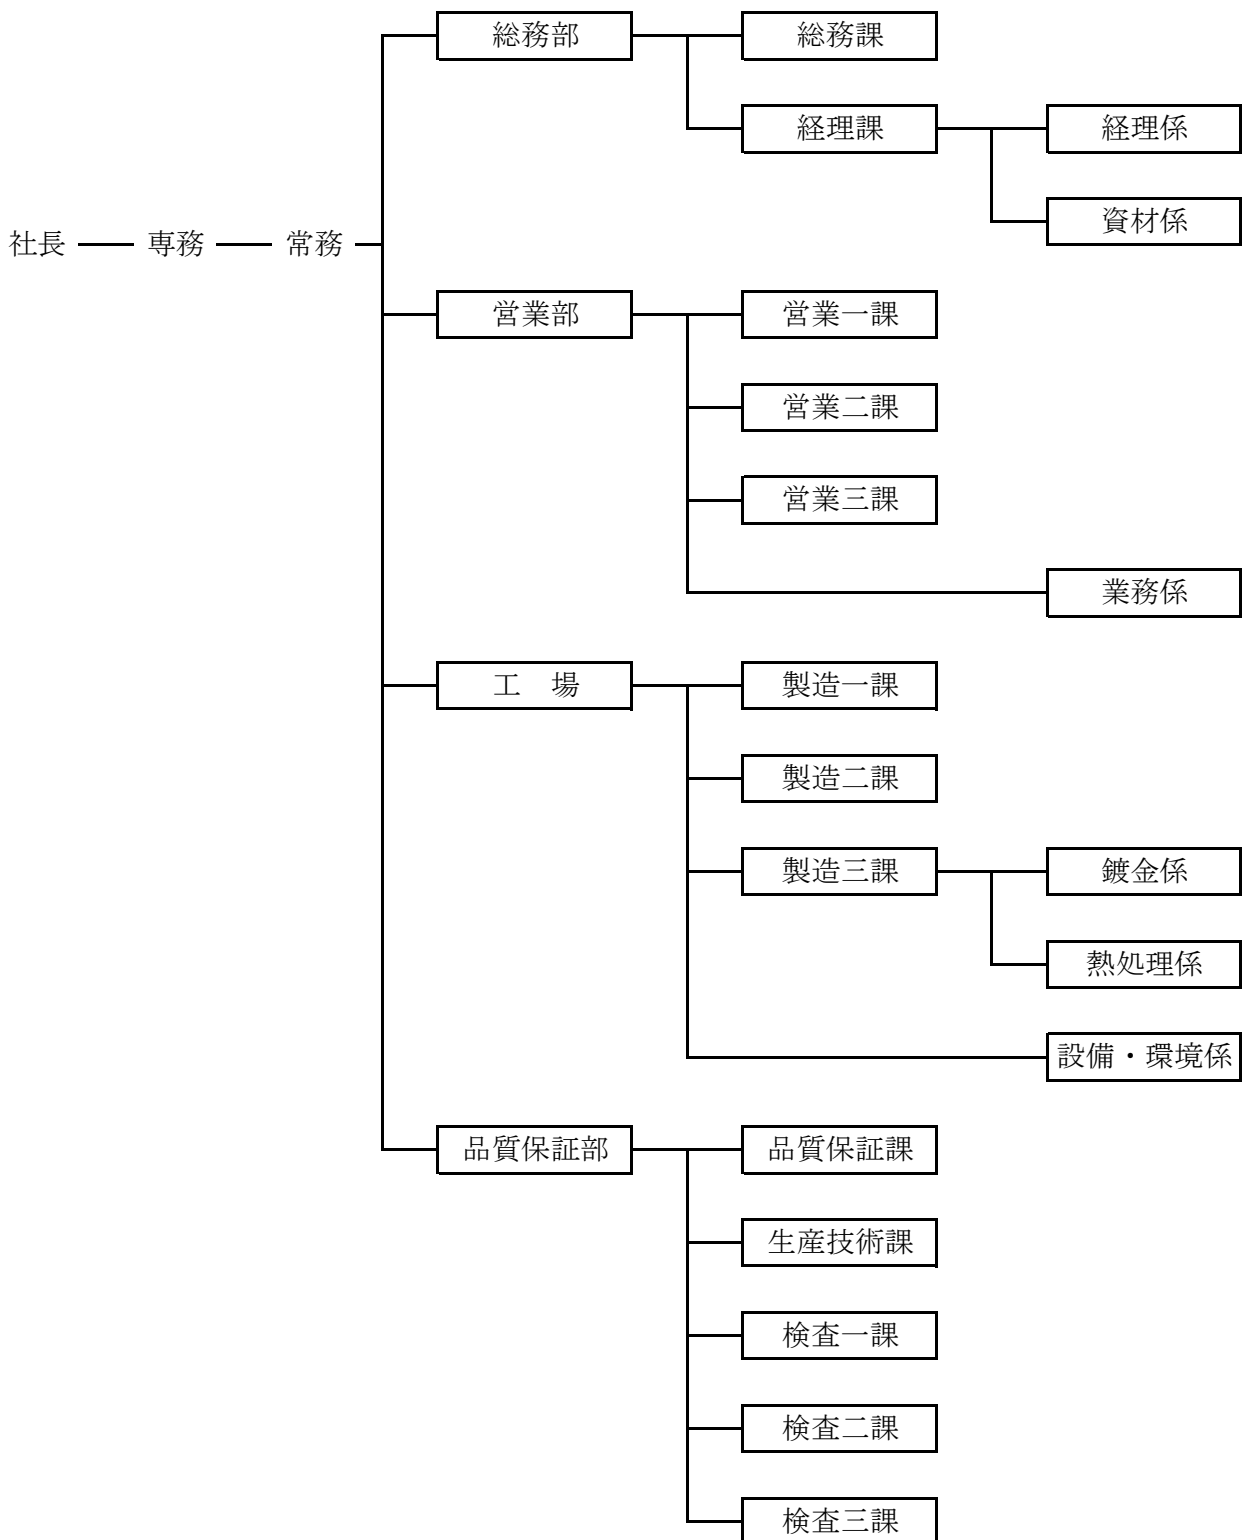 総務部 総務課
経理課 経理係
資材係
社長 専務 常務
営業部 営業一課
営業二課
営業三課
業務係
工　場 製造一課
製造二課
製造三課 鍍金係
熱処理係
設備・環境係
品質保証部 品質保証課
生産技術課
検査一課
検査二課
検査三課